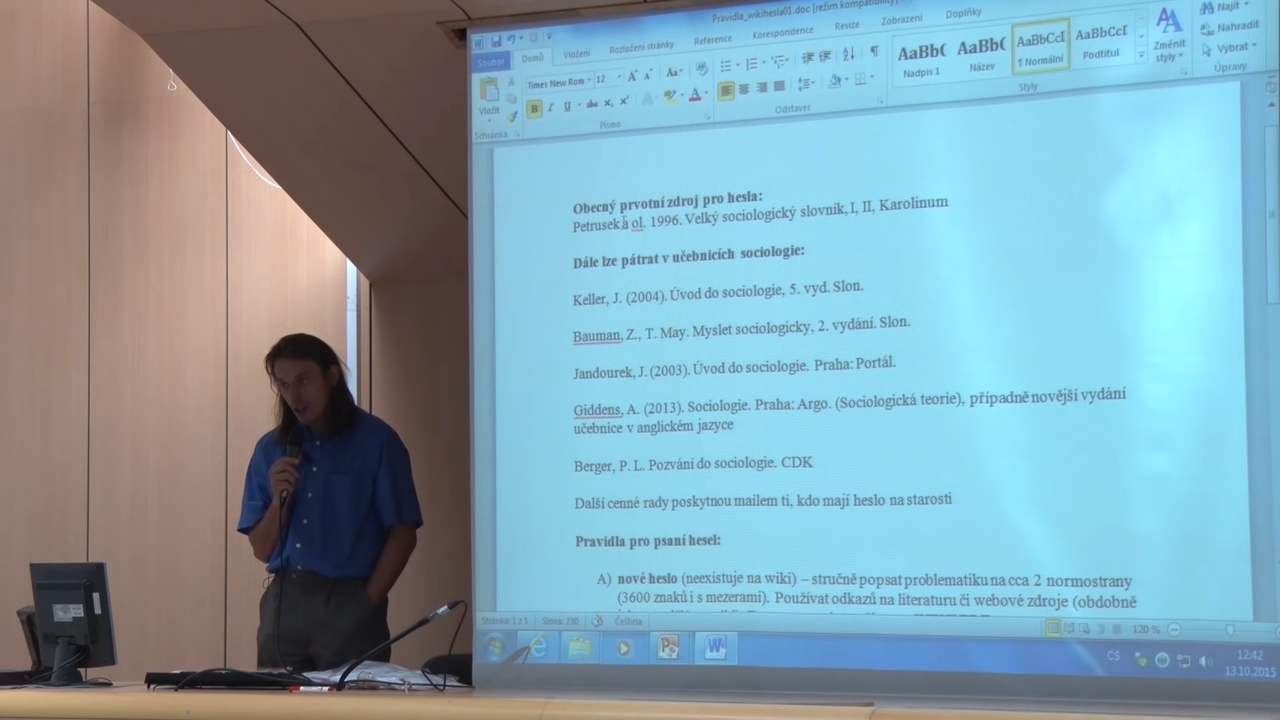 Pravidla_wikihesla01.doc [režim kompatibility]
Soubor
Domů
Vložení
Rozložení stránky
Reference
Korespondence
Revize
Zobrazení
Doplňky
Vložit
Schránka
Times New Rom
12
Písmo
Odstavec
AaBbC
Nadpis 1
AaBb(
Název
AaBbCcI
¶ Normální
AaBbCcI
Podtitul
Změnit
styly
Styly
Najít
Nahradit
Vybrat
Úpravy
Obecný prvotní zdroj pro hesla:
Petrusek a ol. 1996. Velký sociologický slovník, I, II, Karolinum
Dále lze pátrat v učebnicích sociologie:
Keller, J. (2004). Úvod do sociologie, 5. vyd. Slon.
Bauman, Z., T. May. Myslet sociologicky, 2. vydání. Slon.
Jandourek, J. (2003). Úvod do sociologie. Praha: Portál.
Giddens, A. (2013). Sociologie. Praha: Argo. (Sociologická teorie), případně novější vydání
učebnice v anglickém jazyce
Berger, P. L. Pozvání do sociologie. CDK
Další cenné rady poskytnou mailem ti, kdo mají heslo na starosti
Pravidla pro psaní hesel:
A) nové heslo (neexistuje na wiki) – stručně popsat problematiku na cca 2 normostrany
(3600 znaků i s mezerami). Používat odkazů na literaturu či webové zdroje (obdobně
Stránka: 1 z 1
Slova: 230
Čeština
120 %
CS
12:42
13.10.2015